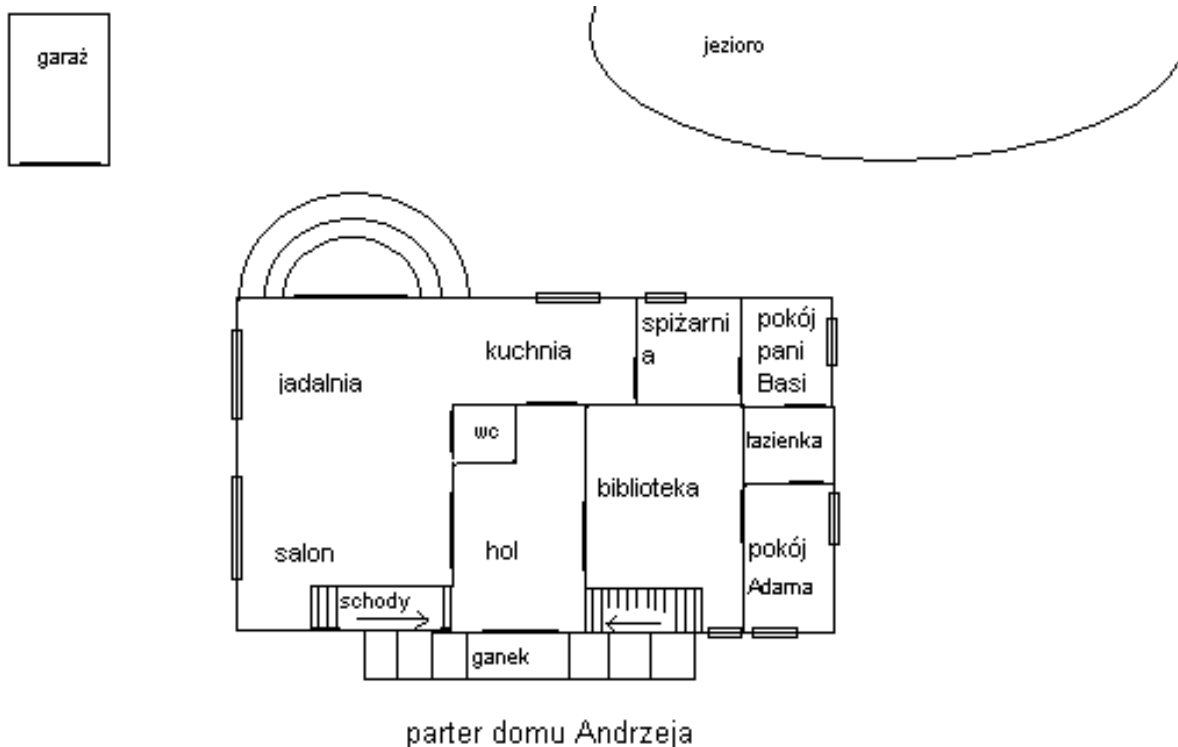 garaż
jezioro
spiżarni
a
pokój
pani
Basi
kuchnia
jadalnia
wc
łazienka
biblioteka
salon
hol
pokój
Adama
schody
ganek
parter domu Andrzeja